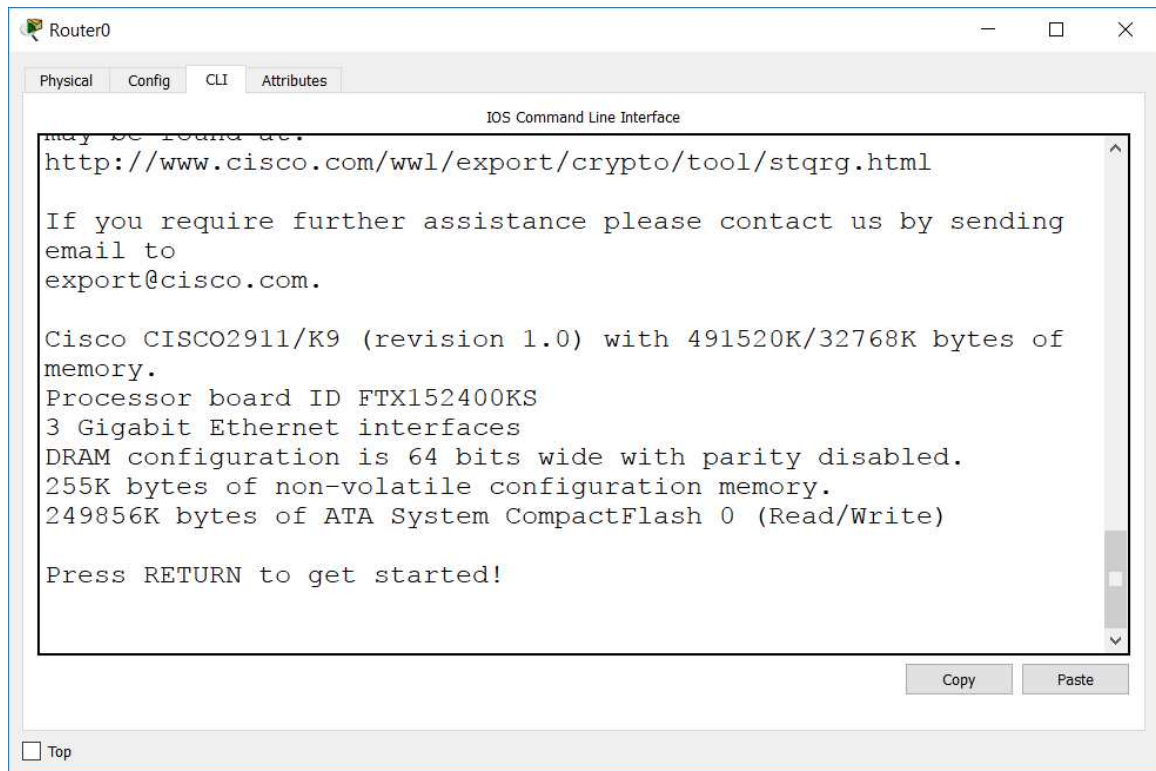 Router0
Physical Config CLI Attributes
IOS Command Line Interface
may be found at:
http://www.cisco.com/wwl/export/crypto/tool/stqrg.html
If you require further assistance please contact us by sending
email to
export@cisco.com.
Cisco CISCO2911/K9 (revision 1.0) with 491520K/32768K bytes of
memory.
Processor board ID FTX152400KS
3 Gigabit Ethernet interfaces
DRAM configuration is 64 bits wide with parity disabled.
255K bytes of non-volatile configuration memory.
249856K bytes of ATA System CompactFlash 0 (Read/Write)
Press RETURN to get started!
Copy Paste
Top